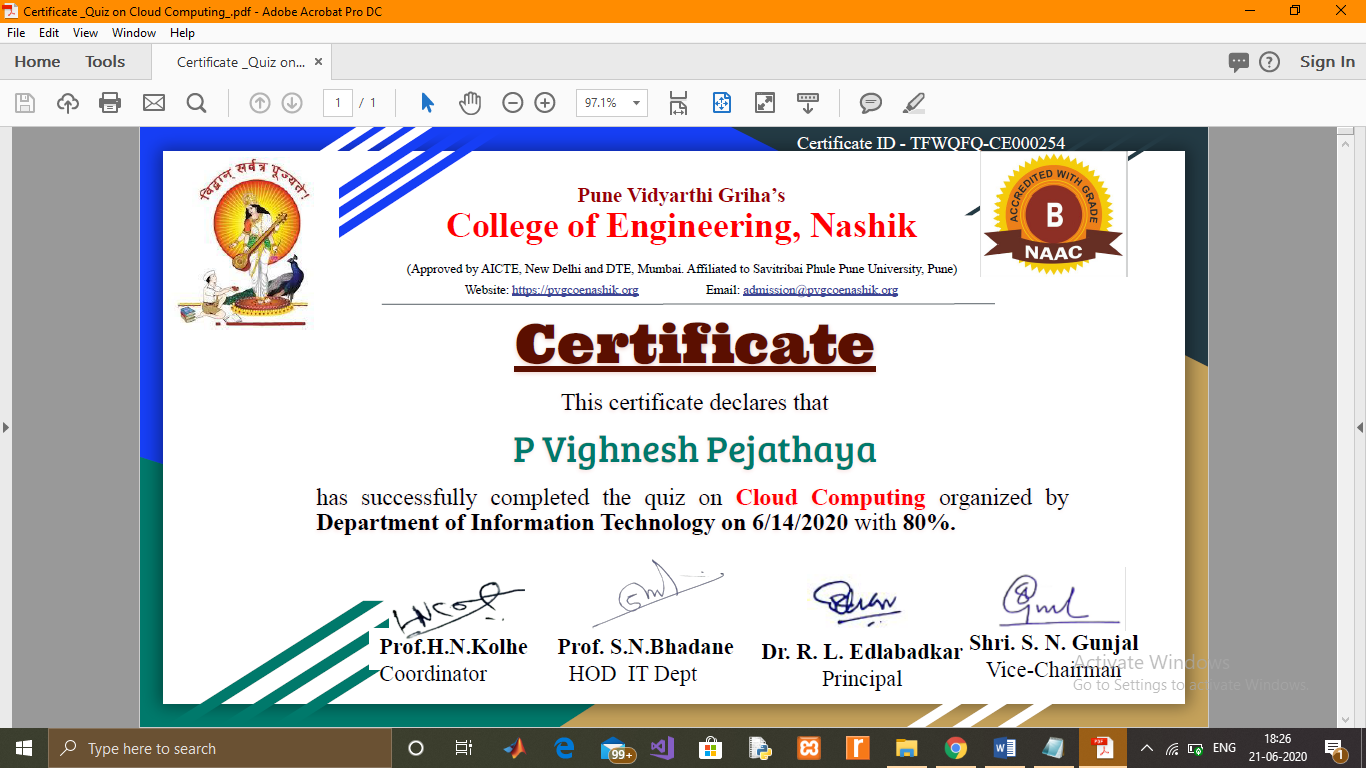 Certificate _Quiz on Cloud Computing_.pdf - Adobe Acrobat Pro DC
File Edit View Window Help
Home Tools Certificate _Quiz on... × Sign In
1 / 1 97.1%
Certificate ID - TFWQFQ-CE000254
विद्वान् सर्वत्र पूज्यते!
Pune Vidyarthi Griha's
College of Engineering, Nashik
ACCREDITED WITH GRADE
B
NAAC
(Approved by AICTE, New Delhi and DTE, Mumbai. Affiliated to Savitribai Phule Pune University, Pune)
Website: https://pvgcoenashik.org Email: admission@pvgcoenashik.org
Certificate
This certificate declares that
P Vighnesh Pejathaya
has successfully completed the quiz on Cloud Computing organized by
Department of Information Technology on 6/14/2020 with 80%.
Prof.H.N.Kolhe Prof. S.N.Bhadane Dr. R. L. Edlabadkar Shri. S. N. Gunjal
Coordinator HOD IT Dept Principal Vice-Chairman
Activate Windows
Go to Settings to activate Windows.
Type here to search
99+
ENG
18:26
21-06-2020
1